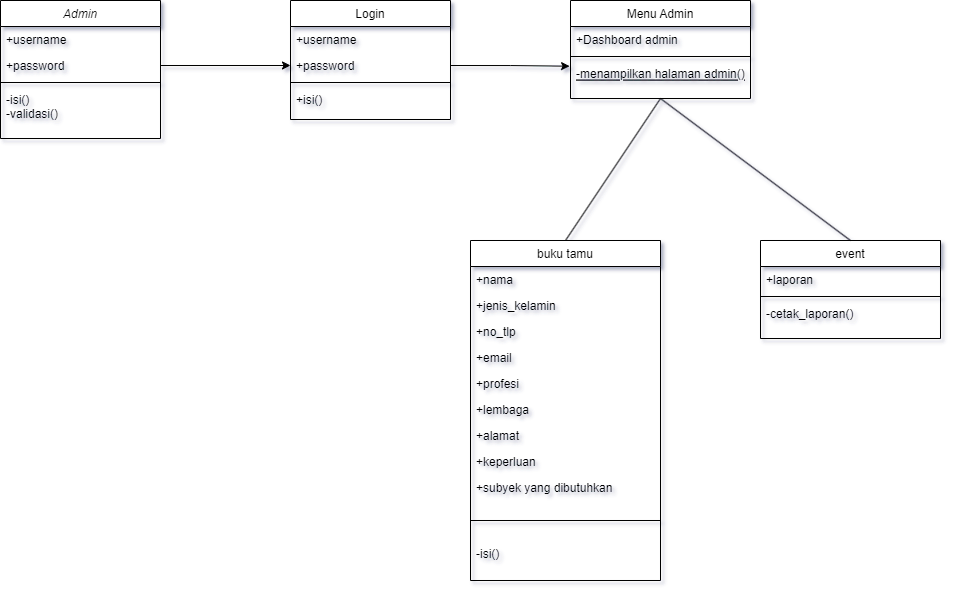 Admin
+username
+password
-isi()
-validasi()
Login
+username
+password
+isi()
Menu Admin
+Dashboard admin
-menampilkan halaman admin()
buku tamu
+nama
+jenis_kelamin
+no_tlp
+email
+profesi
+lembaga
+alamat
+keperluan
+subyek yang dibutuhkan
-isi()
event
+laporan
-cetak_laporan()